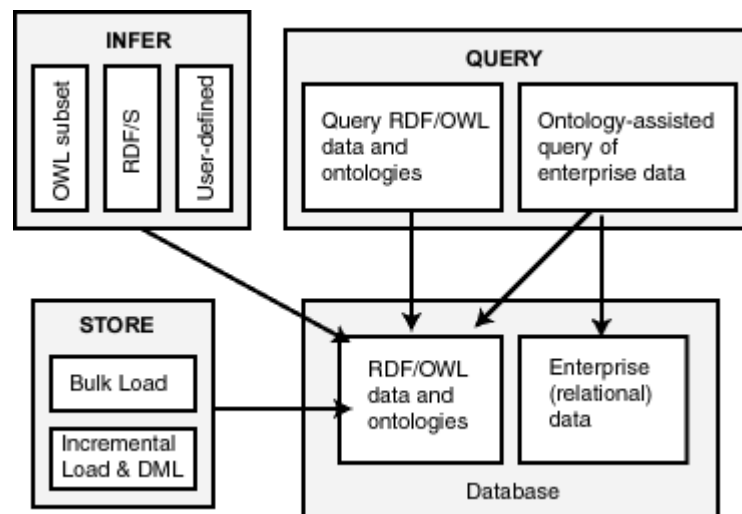 INFER
OWL subset
RDF/S
User-defined
QUERY
Query RDF/OWL
data and
ontologies
Ontology-assisted
query of
enterprise data
STORE
Bulk Load
Incremental
Load & DML
RDF/OWL
data and
ontologies
Enterprise
(relational)
data
Database